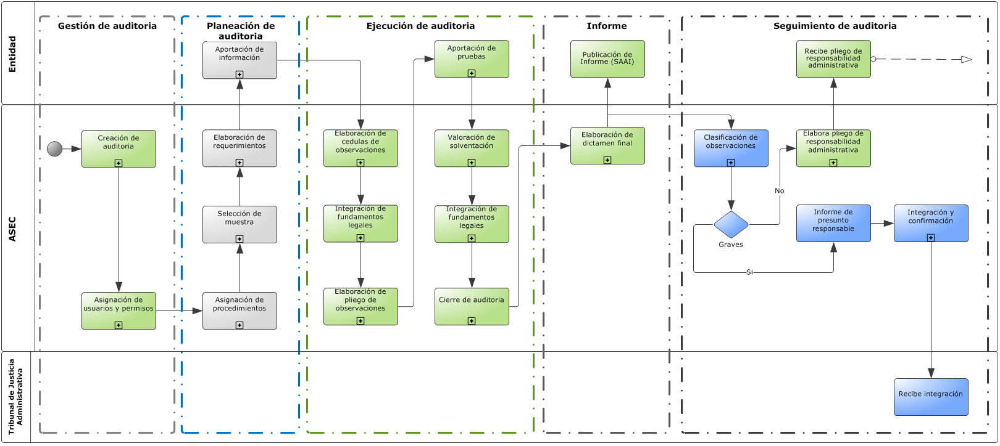 Entidad
ASEC
Tribunal de Justicia
Administrativa
Gestión de auditoria
Creación de
auditoria
Asignación de
usuarios y permisos
Planeación de
auditoria
Aportación de
información
Elaboración de
requerimientos
Selección de
muestra
Asignación de
procedimientos
Ejecución de auditoria
Elaboración de
cedulas de
observaciones
Integración de
fundamentos
legales
Elaboración de
pliego de
observaciones
Aportación de
pruebas
Valoración de
solventación
Integración de
fundamentos
legales
Cierre de auditoria
Informe
Publicación de
Informe (SAAI)
Elaboración de
dictamen final
Seguimiento de auditoria
Recibe pliego de
responsabilidad
administrativa
Clasificación de
observaciones
Elabora pliego de
responsabilidad
administrativa
No
Graves
Si
Informe de
presunto
responsable
Integración y
confirmación
Recibe integración